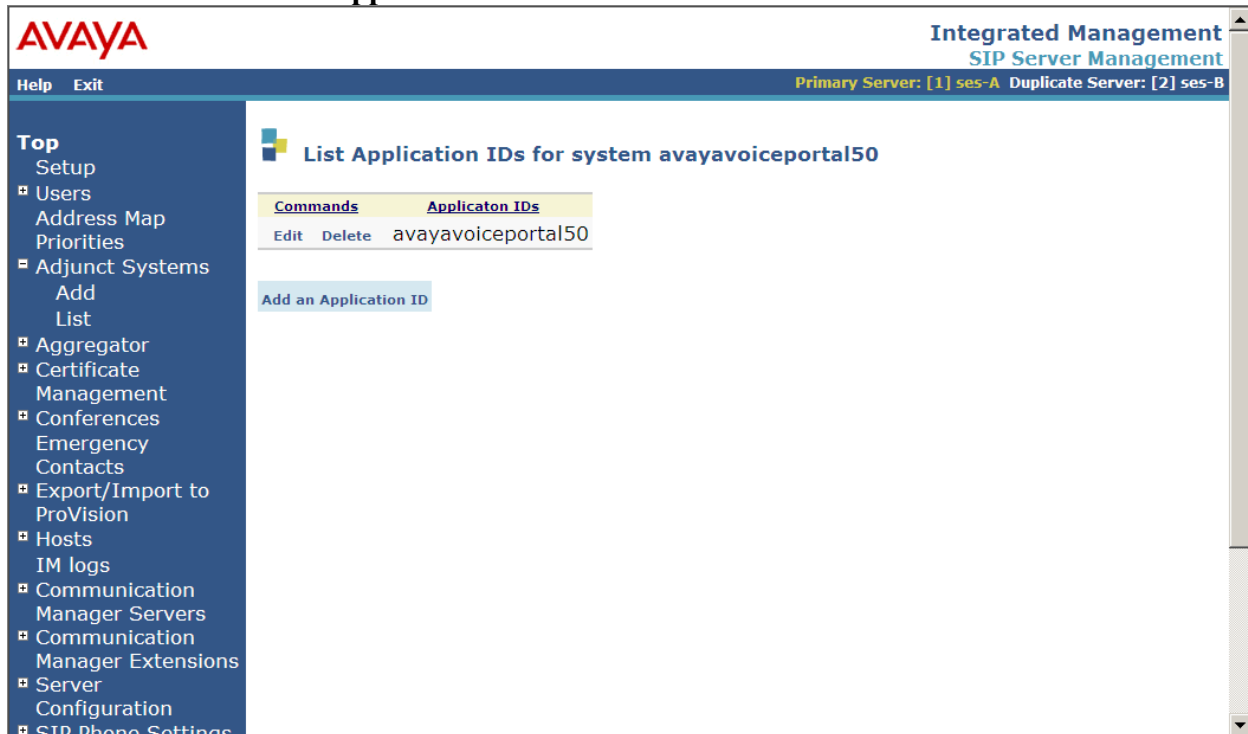 AVAYA
Integrated Management
SIP Server Management
Help Exit
Primary Server: [1] ses-A Duplicate Server: [2] ses-B
Top
Setup
Users
Address Map
Priorities
Adjunct Systems
Add
List
Aggregator
Certificate
Management
Conferences
Emergency
Contacts
Export/Import to
ProVision
Hosts
IM logs
Communication
Manager Servers
Communication
Manager Extensions
Server
Configuration
SIP Phone Settings
List Application IDs for system avayavoiceportal50
Commands Applicaton IDs
Edit Delete avayavoiceportal50
Add an Application ID